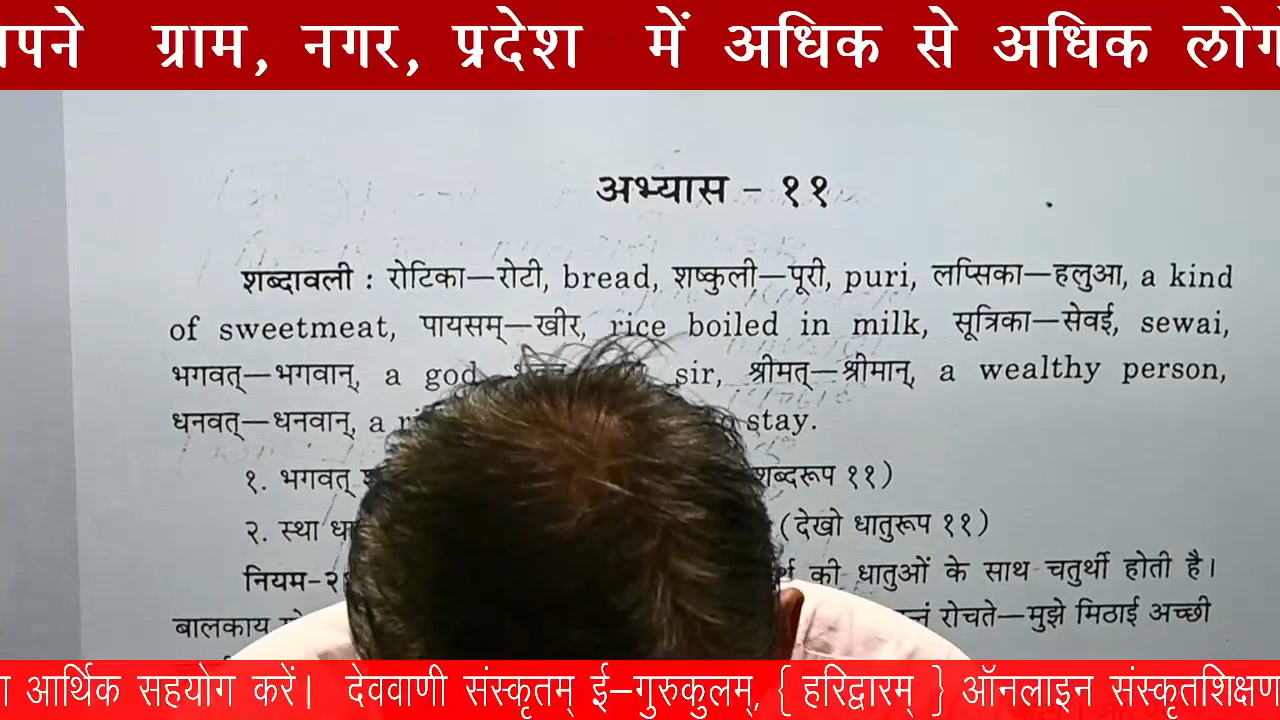 ग्राम, नगर, प्रदेश में अधिक से अधिक
अभ्यास – ११
शब्दावली : रोटिका—रोटी, bread, शष्कुली—पूरी, puri, लप्सिका—हलुआ, a kind
of sweetmeat, पायसम्—खीर, rice boiled in milk, सूत्रिका—सेवई, sewai,
भगवत्—भगवान्, a god, sir, श्रीमत्—श्रीमान्, a wealthy person,
धनवत्—धनवान्, a stay.
१. भगवत् शब्दरूप ११)
२. स्था (देखो धातुरूप ११)
नियम-२ की धातुओं के साथ चतुर्थी होती है।
बालकाय रोचते—मुझे मिठाई अच्छी
आर्थिक सहयोग करें। देववाणी संस्कृतम् ई–गुरुकुलम्, { हरिद्वारम् } ऑनलाइन संस्कृतशिक्षण